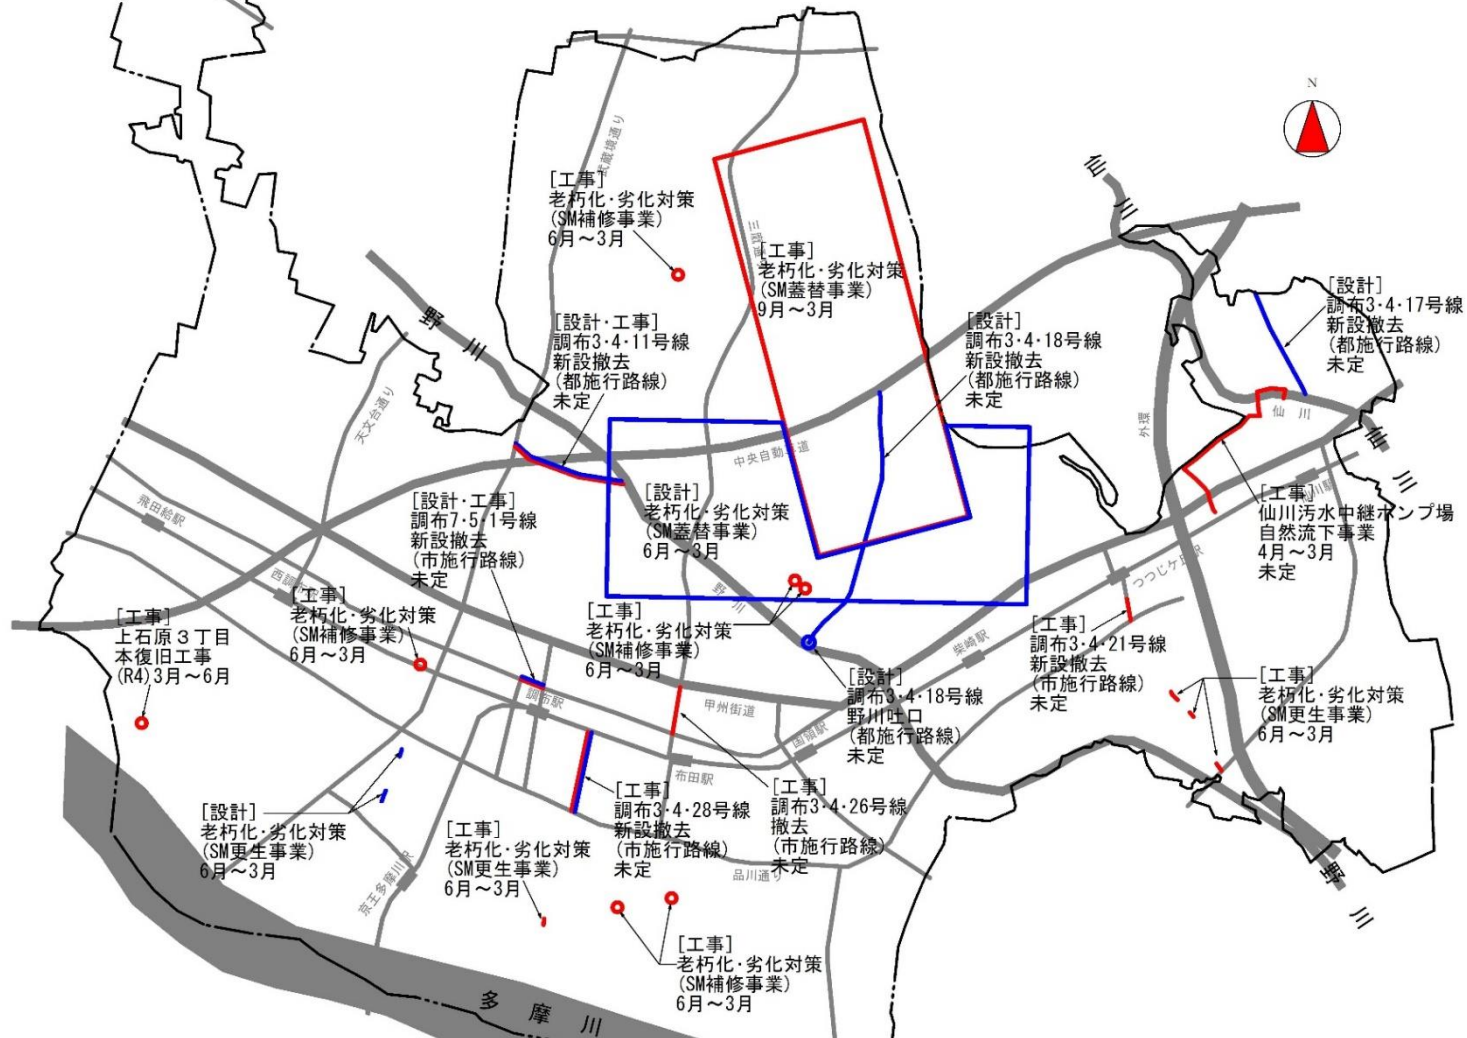 N
武蔵境通り
[工事]
老朽化・劣化対策
(SM補修事業)
6月～3月
三鷹通り
[工事]
老朽化・劣化対策
(SM蓋替事業)
9月～3月
仙川
[設計]
調布3・4・17号線
新設撤去
(都施行路線)
未定
野川
[設計・工事]
調布3・4・11号線
新設撤去
(都施行路線)
未定
[設計]
調布3・4・18号線
新設撤去
(都施行路線)
未定
天文台通り
中央自動車道
外環
仙川
仙川
飛田給駅
[設計・工事]
調布7・5・1号線
新設撤去
(市施行路線)
未定
[設計]
老朽化・劣化対策
(SM蓋替事業)
6月～3月
仙川駅
[工事]
仙川汚水中継ポンプ場
自然流下事業
4月～3月
未定
西調布駅
[工事]
老朽化・劣化対策
(SM補修事業)
6月～3月
野川
つつじケ丘駅
[工事]
上石原3丁目
本復旧工事
(R4)3月～6月
[工事]
老朽化・劣化対策
(SM補修事業)
6月～3月
柴崎駅
[工事]
調布3・4・21号線
新設撤去
(市施行路線)
未定
[設計]
調布3・4・18号線
野川吐口
(都施行路線)
未定
[工事]
老朽化・劣化対策
(SM更生事業)
6月～3月
調布駅
甲州街道
国領駅
布田駅
[工事]
調布3・4・28号線
新設撤去
(市施行路線)
未定
[工事]
調布3・4・26号線
撤去
(市施行路線)
未定
[設計]
老朽化・劣化対策
(SM更生事業)
6月～3月
[工事]
老朽化・劣化対策
(SM更生事業)
6月～3月
京王多摩川駅
品川通り
野川
[工事]
老朽化・劣化対策
(SM補修事業)
6月～3月
多摩川